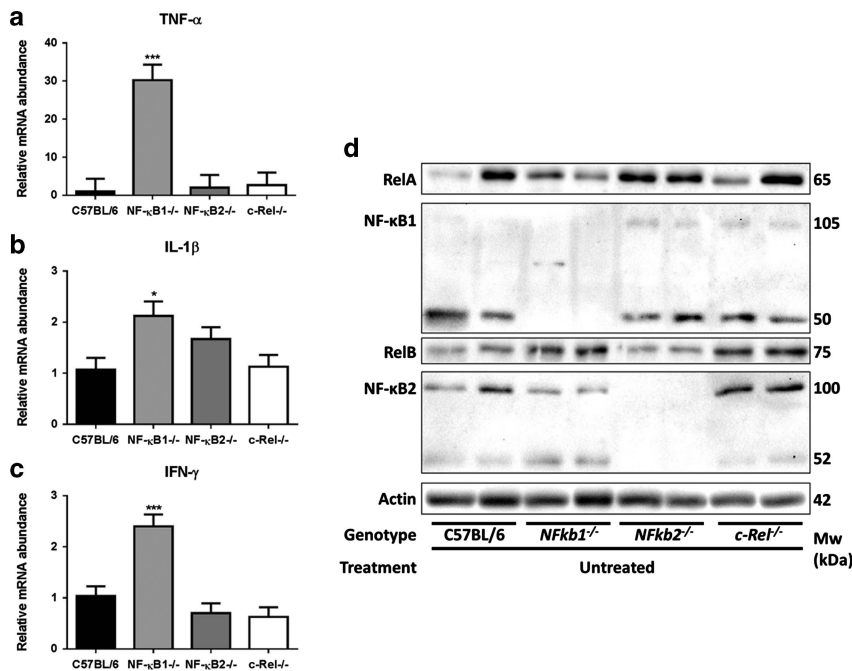 a
TNF-α
Relative mRNA abundance
40
30
20
10
0
***
C57BL/6 NF-κB1-/- NF-κB2-/- c-Rel-/-
b
IL-1β
Relative mRNA abundance
3
2
1
0
*
C57BL/6 NF-κB1-/- NF-κB2-/- c-Rel-/-
c
IFN-γ
Relative mRNA abundance
3
2
1
0
***
C57BL/6 NF-κB1-/- NF-κB2-/- c-Rel-/-
d
RelA 65
NF-κB1 105
50
RelB 75
NF-κB2 100
52
Actin 42
Genotype C57BL/6 NFkb1-/- NFkb2-/- c-Rel-/- Mw
(kDa)
Treatment Untreated